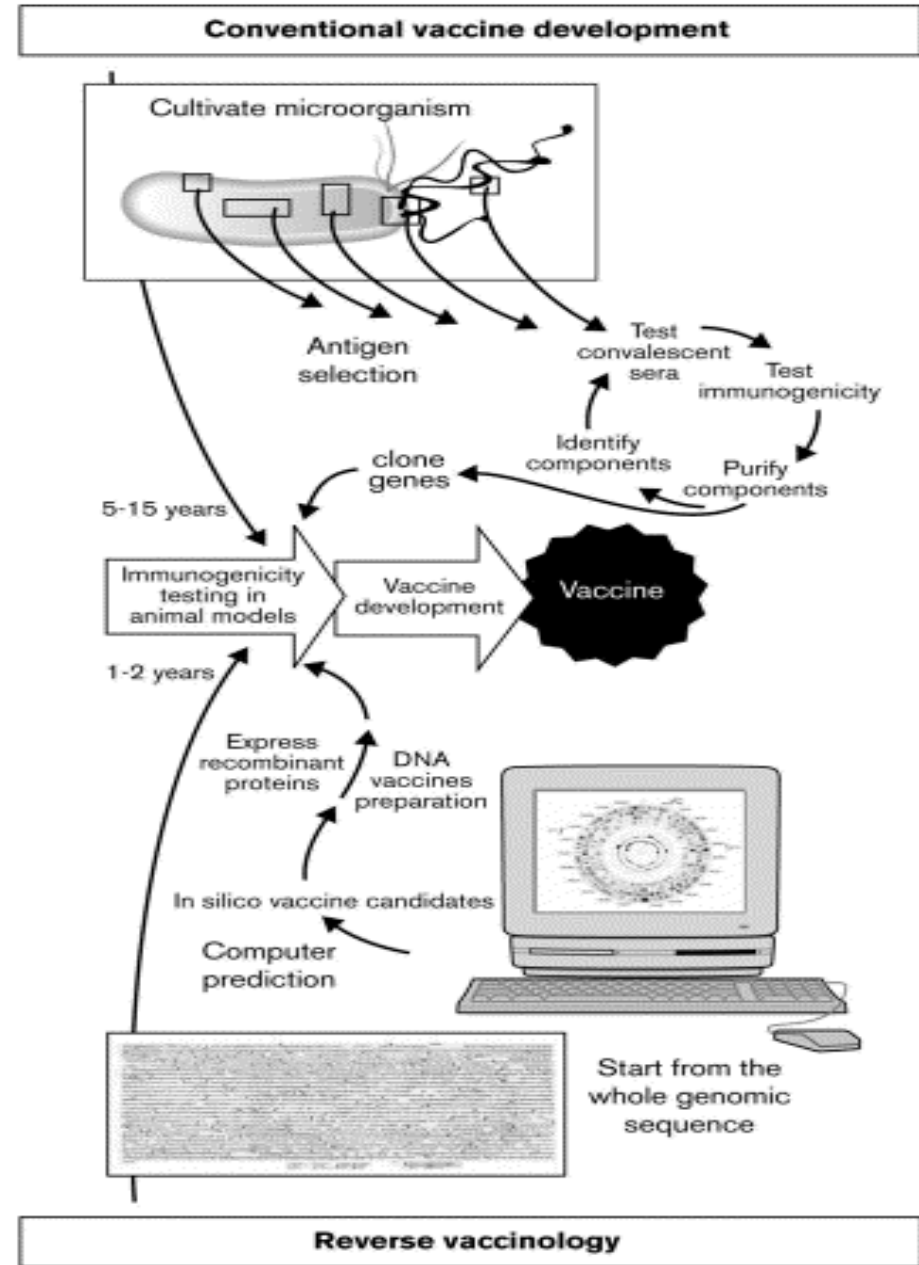 Conventional vaccine development
Cultivate microorganism
Antigen
selection
Test
convalescent
sera
Test
immunogenicity
Identify
components
Purify
components
clone
genes
5-15 years
Immunogenicity
testing in
animal models
Vaccine
development
Vaccine
1-2 years
Express
recombinant
proteins
DNA
vaccines
preparation
In silico vaccine candidates
Computer
prediction
Start from the
whole genomic
sequence
Reverse vaccinology